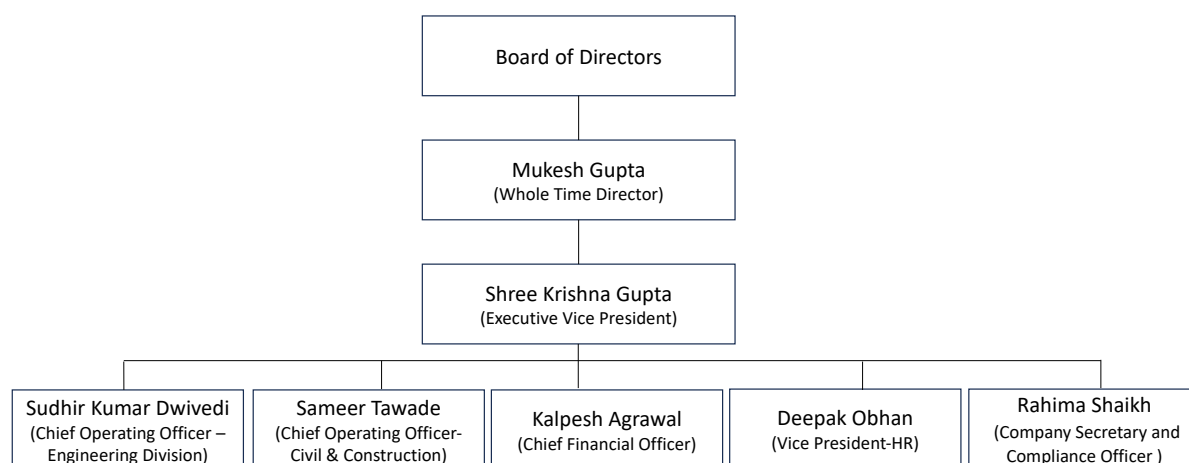 Board of Directors
Mukesh Gupta
(Whole Time Director)
Shree Krishna Gupta
(Executive Vice President)
Sudhir Kumar Dwivedi
(Chief Operating Officer –
Engineering Division)
Sameer Tawade
(Chief Operating Officer-
Civil & Construction)
Kalpesh Agrawal
(Chief Financial Officer)
Deepak Obhan
(Vice President-HR)
Rahima Shaikh
(Company Secretary and
Compliance Officer )